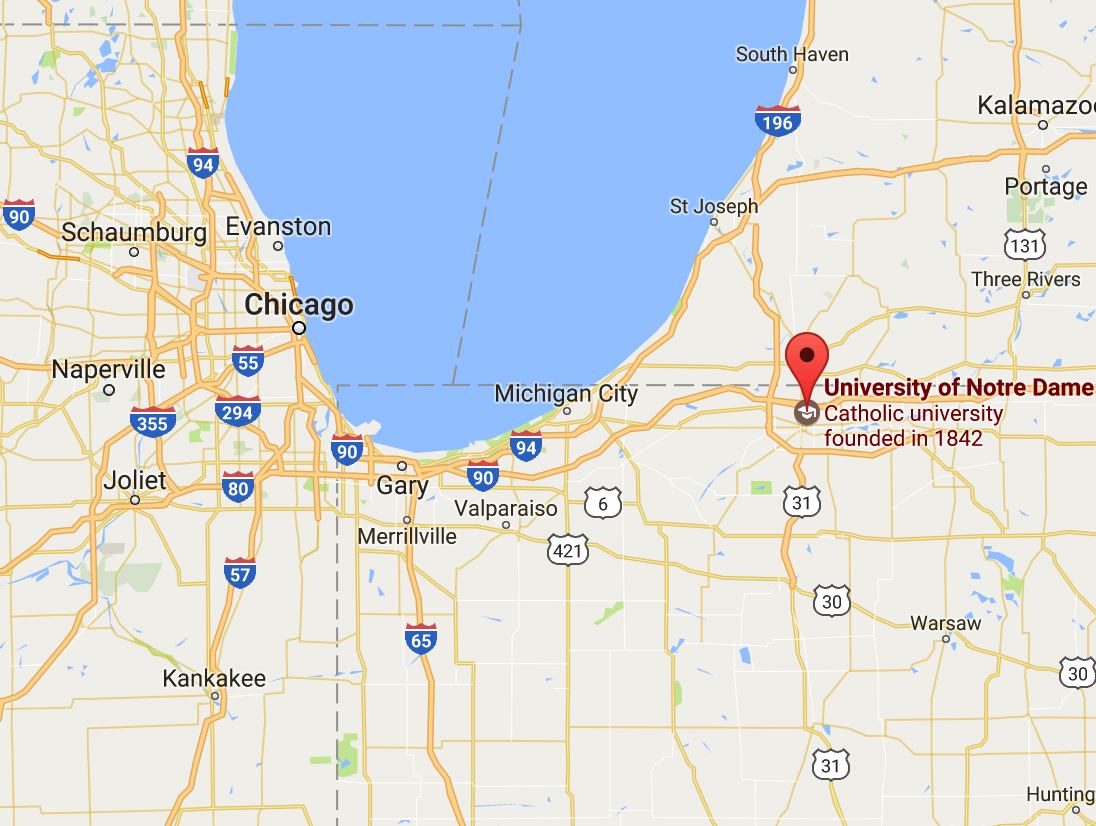 South Haven
Kalamazoo
196
94
Portage
90
St Joseph
Schaumburg
Evanston
131
Three Rivers
Chicago
55
Naperville
University of Notre Dame
Catholic university
founded in 1842
Michigan City
294
355
90
94
Gary
90
Joliet
80
Valparaiso
6
31
Merrillville
421
57
30
Warsaw
65
30
Kankakee
31
Hunting